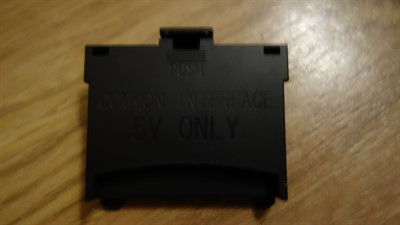 PUSH
COMMON INTERFACE
5V ONLY